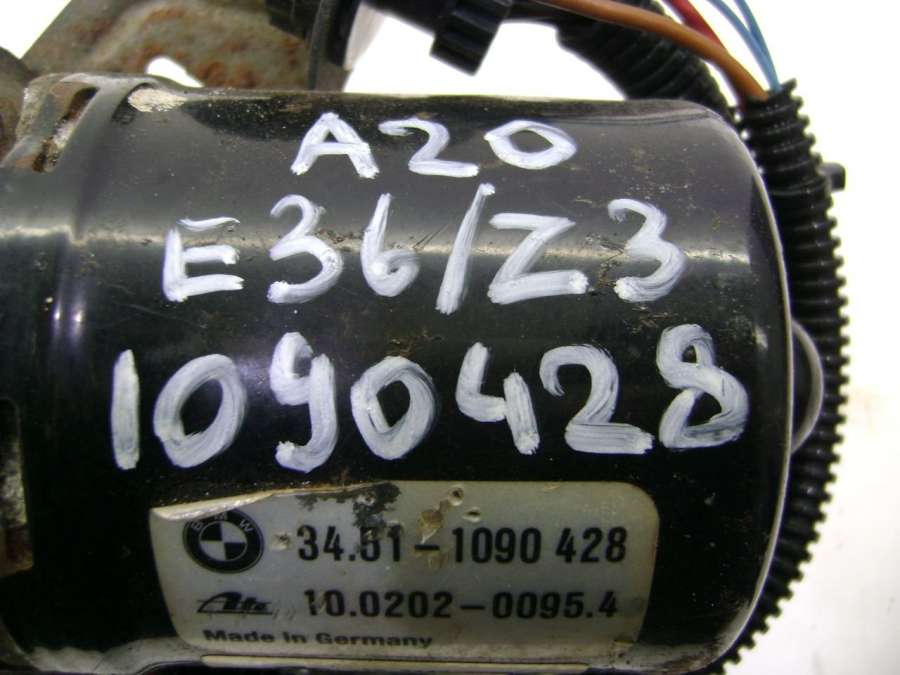 A20
E36/Z3
1090428
BMW
34.51-1090 428
Ate 10.0202-0095.4
Made in Germany